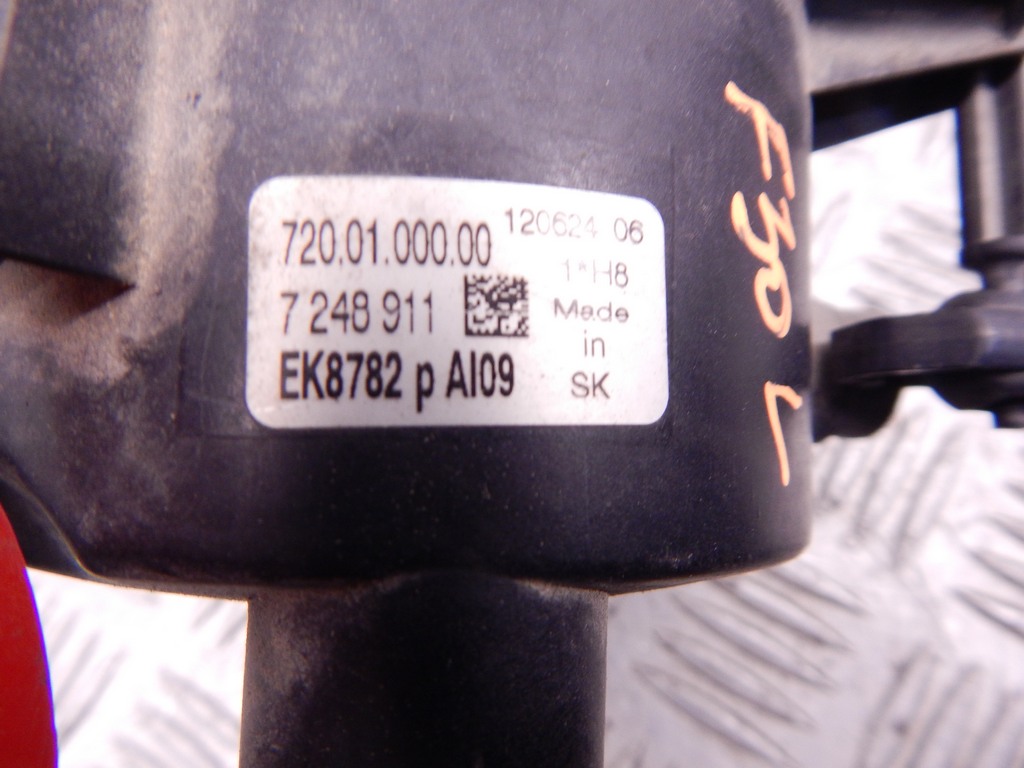 720.01.000.00
7 248 911
EK8782 p AI09
120624 06
1*H8
Made
in
SK
F30 L